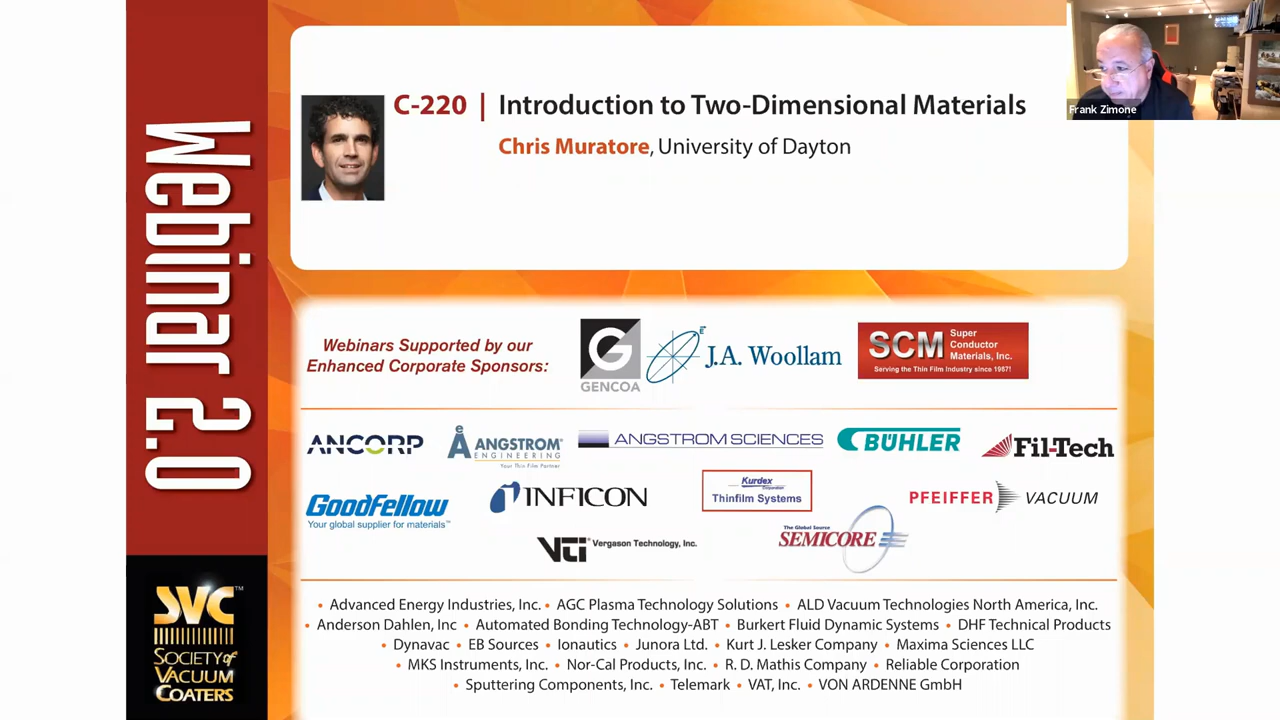 Webinar 2.0
C-220 | Introduction to Two-Dimensional Materials
Chris Muratore, University of Dayton
Frank Zimone
Webinars Supported by our
Enhanced Corporate Sponsors:
G
GENCOA
J.A. Woollam
SCM
Super
Conductor
Materials, Inc.
Serving the Thin Film Industry since 1987!
ANCORP
ANGSTROM
ENGINEERING
Your Thin Film Partner
ANGSTROM SCIENCES
BÜHLER
Fil-Tech
GoodFellow
Your global supplier for materials™
INFICON
Kurdex
Corporation
Thinfilm Systems
PFEIFFER VACUUM
VTi Vergason Technology, Inc.
The Global Source
SEMICORE
• Advanced Energy Industries, Inc. • AGC Plasma Technology Solutions • ALD Vacuum Technologies North America, Inc.
• Anderson Dahlen, Inc • Automated Bonding Technology-ABT • Burkert Fluid Dynamic Systems • DHF Technical Products
• Dynavac • EB Sources • Ionautics • Junora Ltd. • Kurt J. Lesker Company • Maxima Sciences LLC
• MKS Instruments, Inc. • Nor-Cal Products, Inc. • R. D. Mathis Company • Reliable Corporation
• Sputtering Components, Inc. • Telemark • VAT, Inc. • VON ARDENNE GmbH
SVC™
SOCIETY of
VACUUM
COATERS